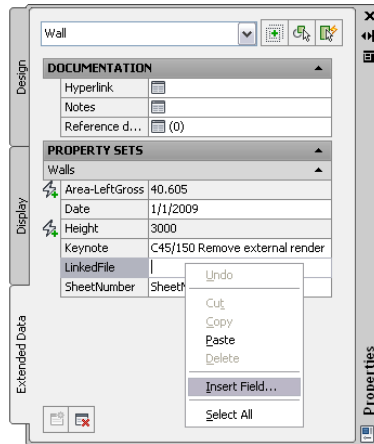 Wall
Design
Display
Extended Data
DOCUMENTATION
Hyperlink
Notes
Reference d... (0)
PROPERTY SETS
Walls
Area-LeftGross 40.605
Date 1/1/2009
Height 3000
Keynote C45/150 Remove external render
LinkedFile
SheetNumber SheetN
Undo
Cut
Copy
Paste
Delete
Insert Field...
Select All
Properties